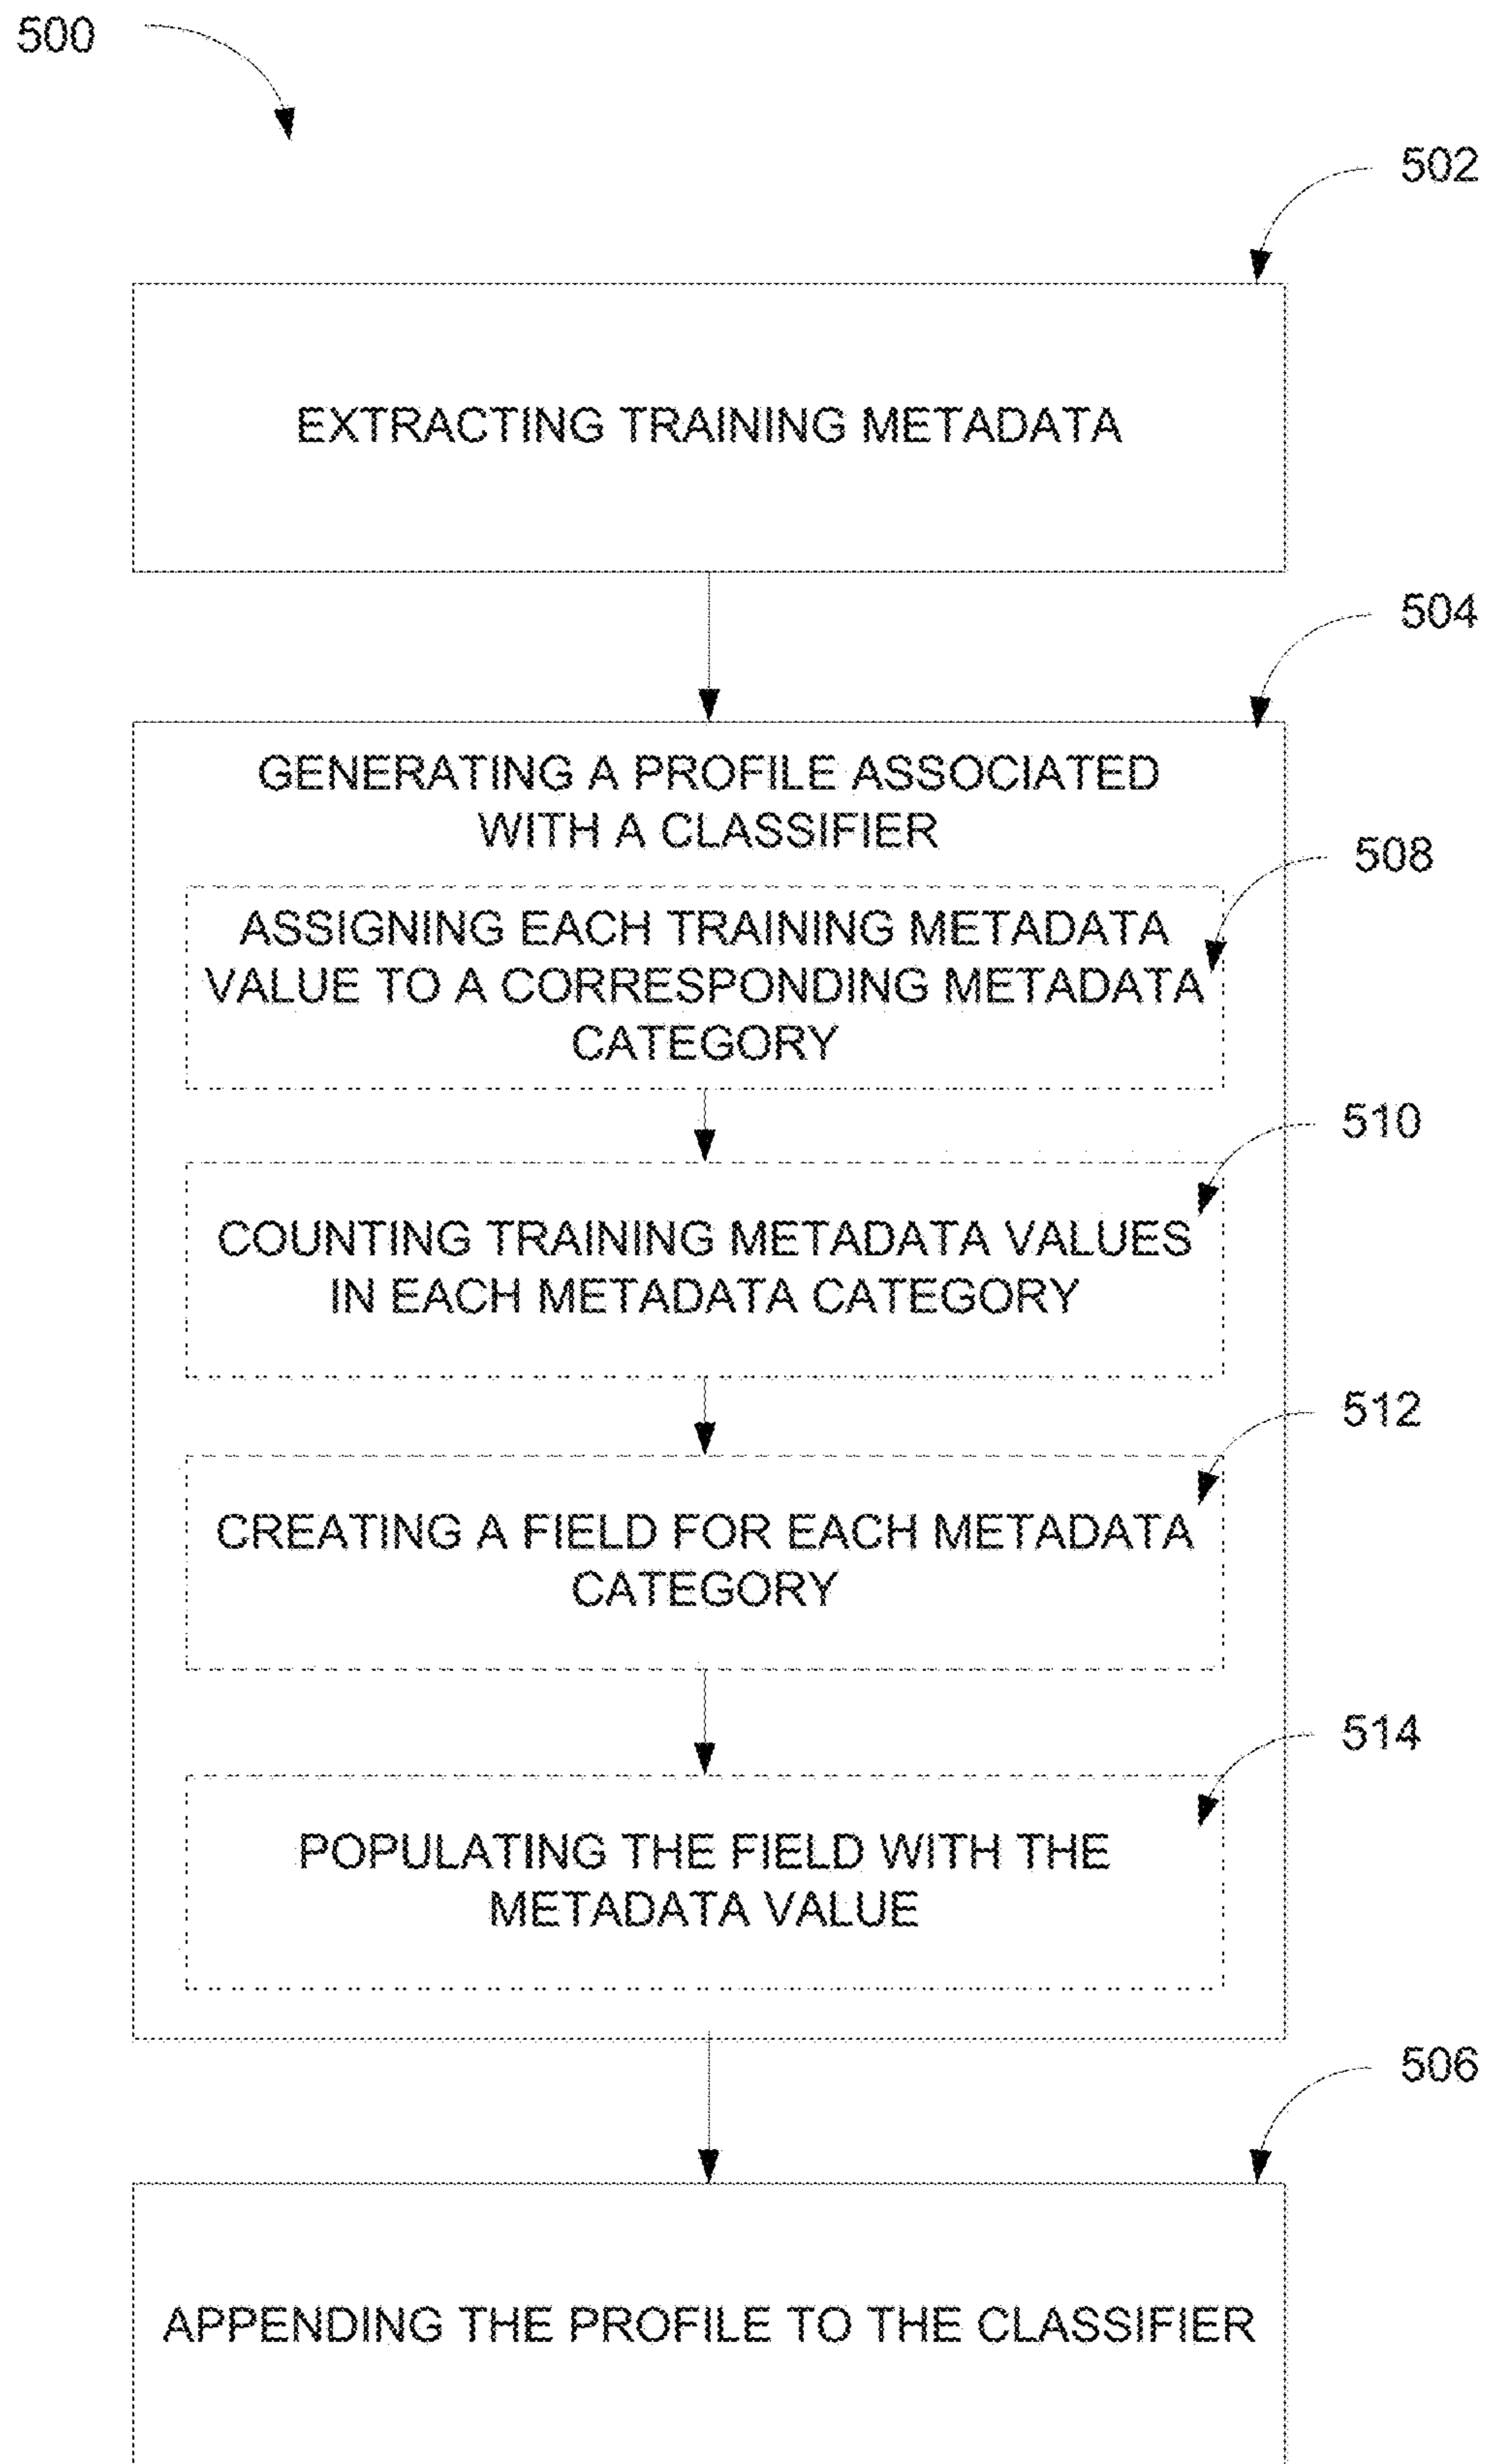 500
502
EXTRACTING TRAINING METADATA
504
GENERATING A PROFILE ASSOCIATED
WITH A CLASSIFIER
508
ASSIGNING EACH TRAINING METADATA
VALUE TO A CORRESPONDING METADATA
CATEGORY
510
COUNTING TRAINING METADATA VALUES
IN EACH METADATA CATEGORY
512
CREATING A FIELD FOR EACH METADATA
CATEGORY
514
POPULATING THE FIELD WITH THE
METADATA VALUE
506
APPENDING THE PROFILE TO THE CLASSIFIER